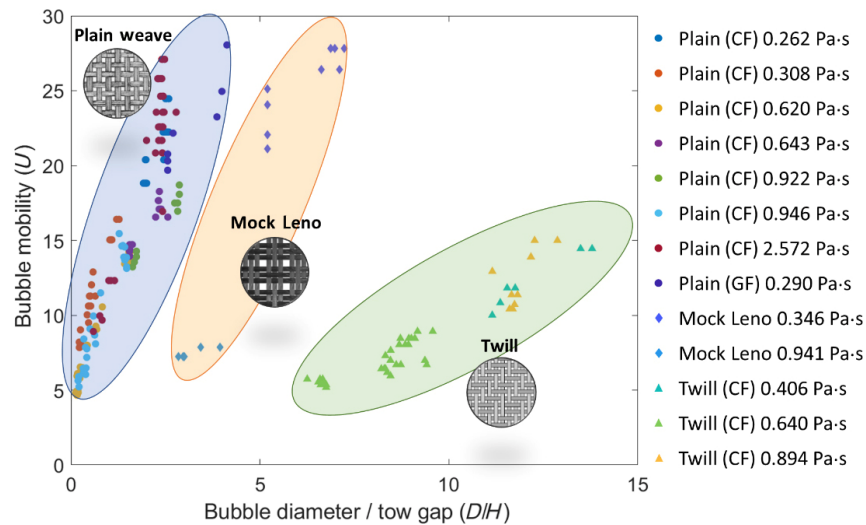 30
25
20
15
10
5
0
Bubble mobility (U)
Plain weave
Mock Leno
Twill
0
5
10
15
Bubble diameter / tow gap (D/H)
Plain (CF) 0.262 Pa·s
Plain (CF) 0.308 Pa·s
Plain (CF) 0.620 Pa·s
Plain (CF) 0.643 Pa·s
Plain (CF) 0.922 Pa·s
Plain (CF) 0.946 Pa·s
Plain (CF) 2.572 Pa·s
Plain (GF) 0.290 Pa·s
Mock Leno 0.346 Pa·s
Mock Leno 0.941 Pa·s
Twill (CF) 0.406 Pa·s
Twill (CF) 0.640 Pa·s
Twill (CF) 0.894 Pa·s